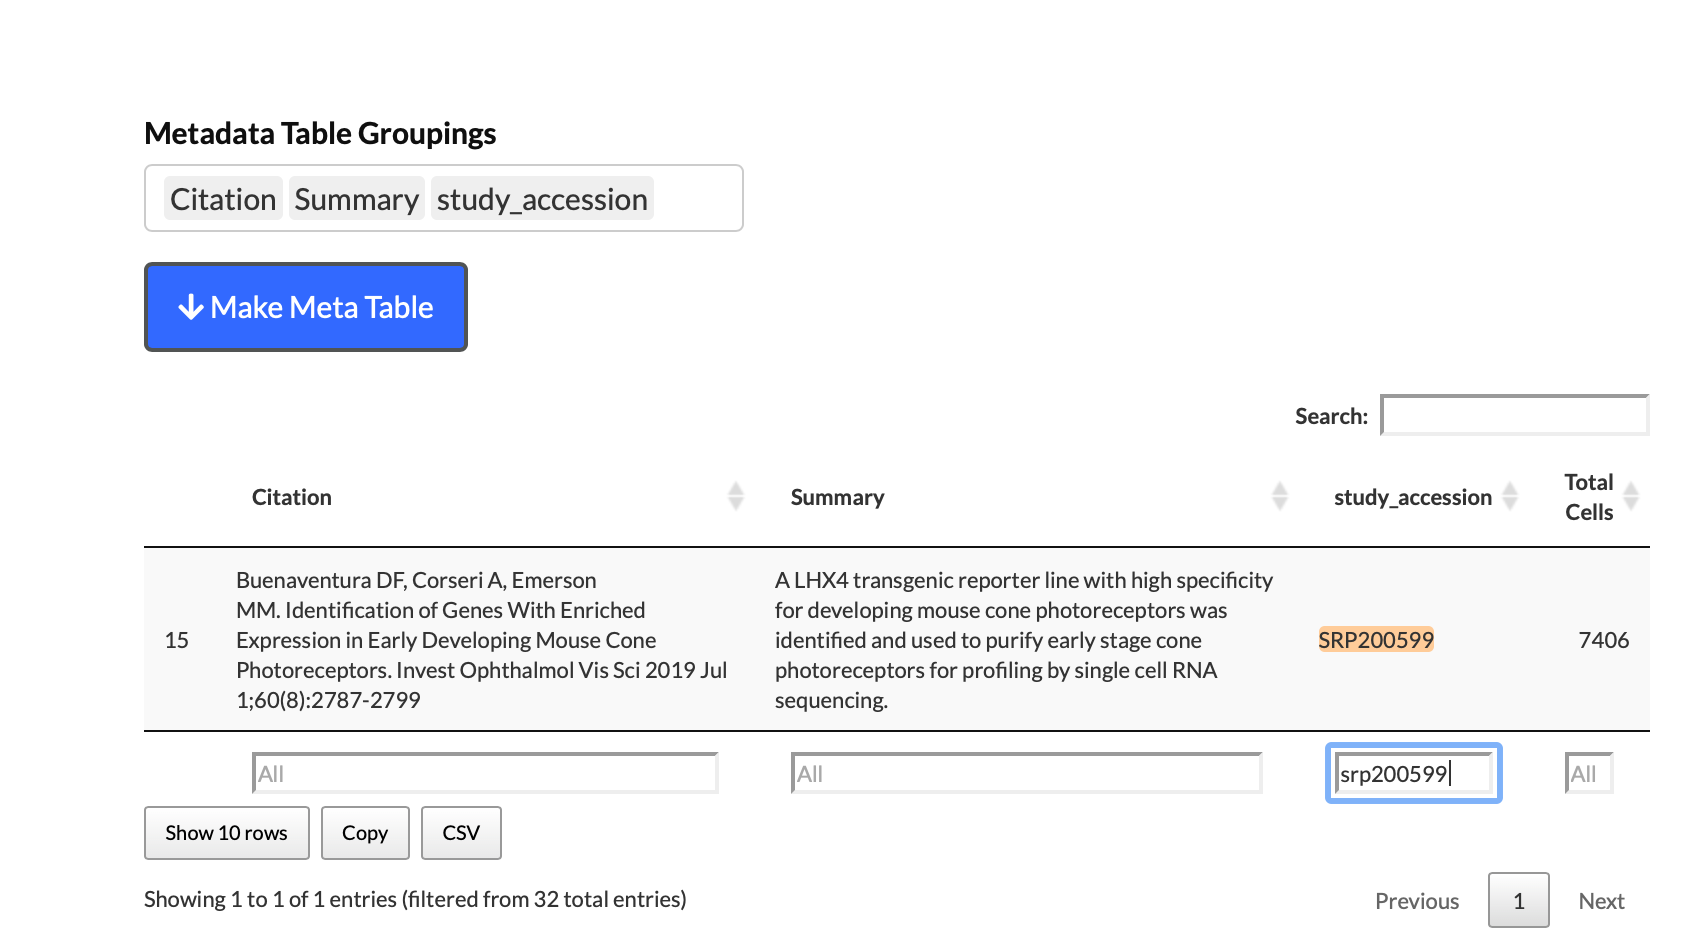 Metadata Table Groupings
Citation Summary study_accession
Make Meta Table
Search:
Citation Summary study_accession Total Cells
15
Buenaventura DF, Corseri A, Emerson
MM. Identification of Genes With Enriched
Expression in Early Developing Mouse Cone
Photoreceptors. Invest Ophthalmol Vis Sci 2019 Jul
1;60(8):2787-2799
A LHX4 transgenic reporter line with high specificity
for developing mouse cone photoreceptors was
identified and used to purify early stage cone
photoreceptors for profiling by single cell RNA
sequencing.
SRP200599
7406
All All srp200599 All
Show 10 rows Copy CSV
Showing 1 to 1 of 1 entries (filtered from 32 total entries)
Previous 1 Next